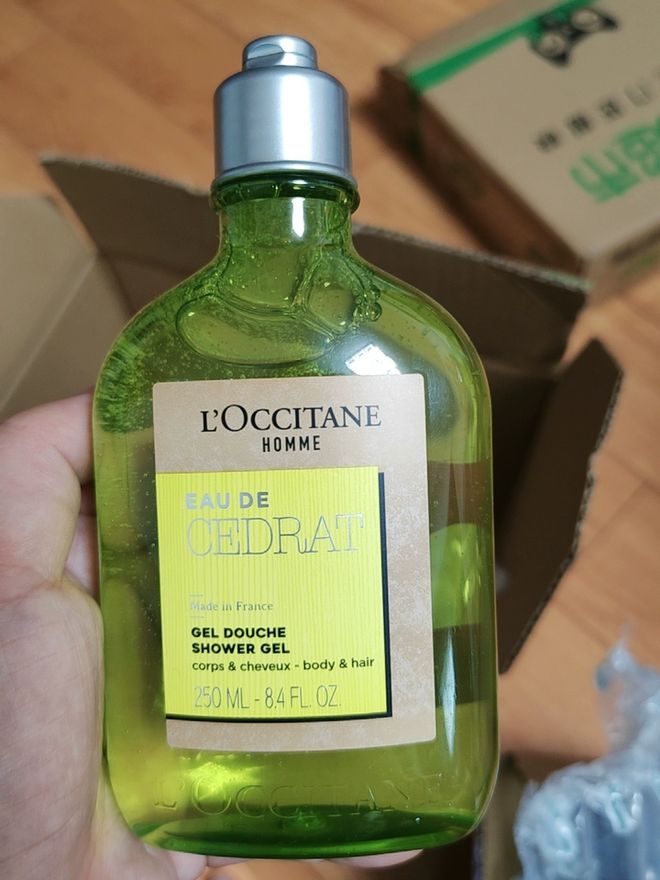 L'OCCITANE
HOMME
EAU DE
CEDRAT
Made in France
GEL DOUCHE
SHOWER GEL
corps & cheveux - body & hair
250 ML - 8.4 FL. OZ.
L'OCCITANE